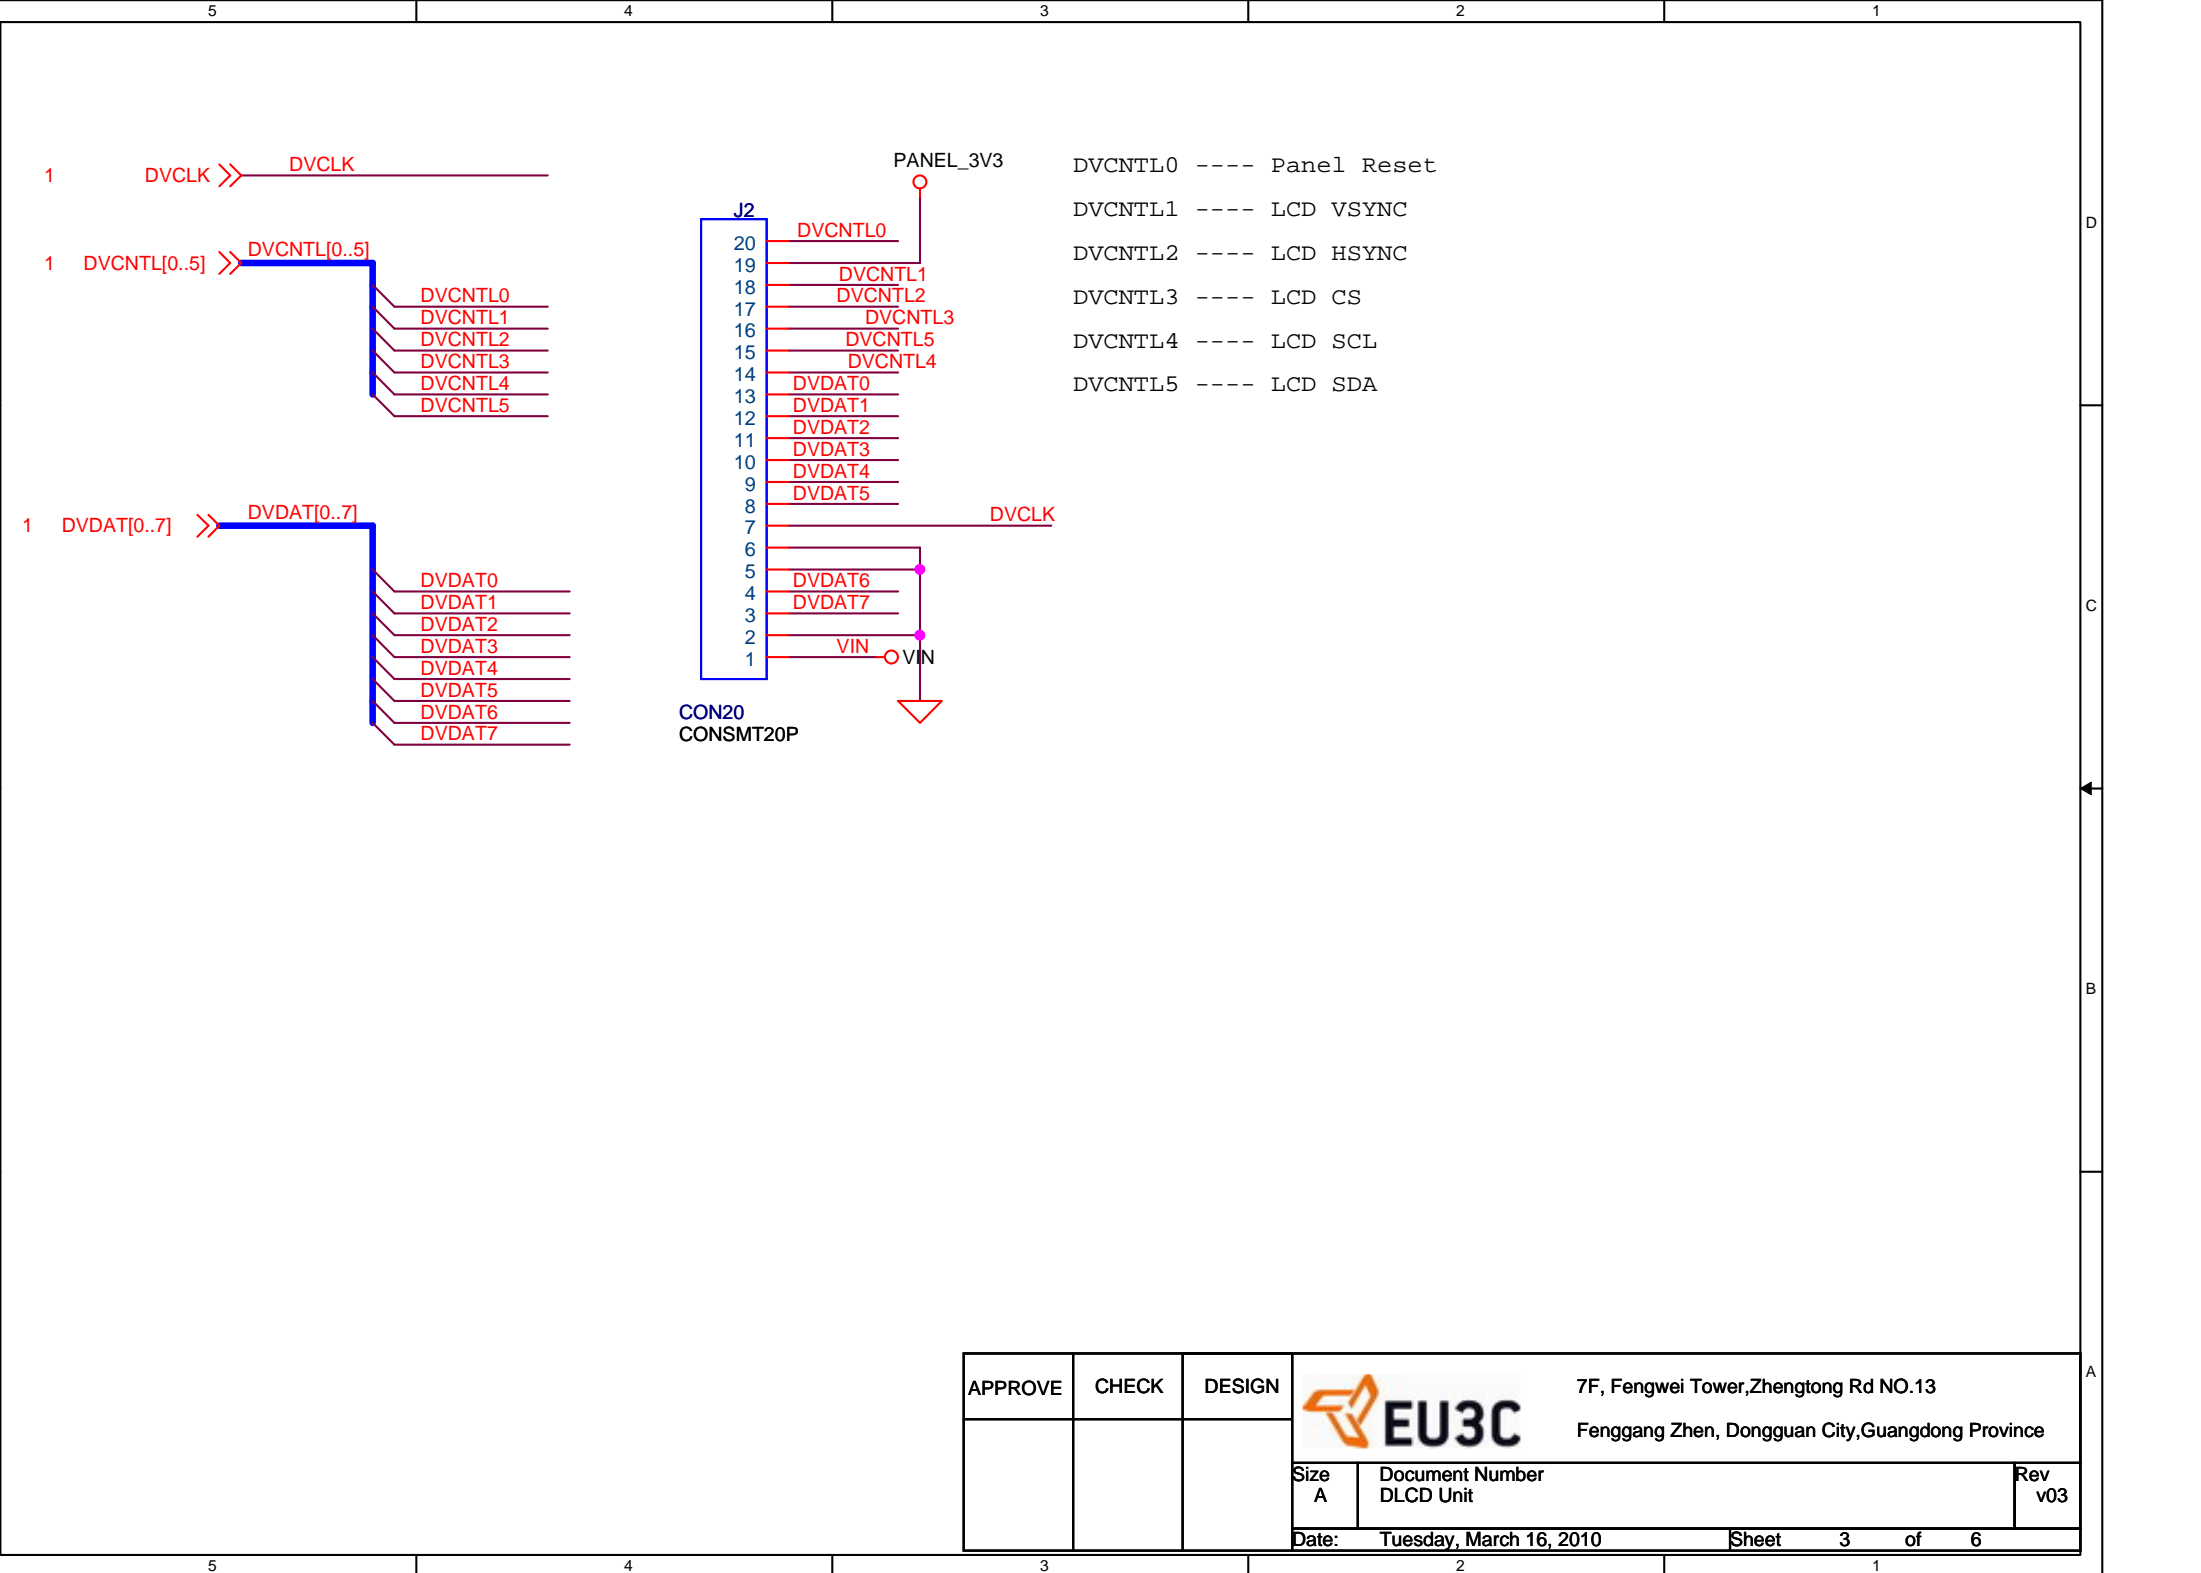 5 4 3 2 1
1 DVCLK DVCLK
1 DVCNTL[0..5] DVCNTL[0..5]
DVCNTL0
DVCNTL1
DVCNTL2
DVCNTL3
DVCNTL4
DVCNTL5
1 DVDAT[0..7] DVDAT[0..7]
DVDAT0
DVDAT1
DVDAT2
DVDAT3
DVDAT4
DVDAT5
DVDAT6
DVDAT7
PANEL_3V3
J2
20 DVCNTL0
19
18 DVCNTL1
17 DVCNTL2
16 DVCNTL3
15 DVCNTL5
14 DVCNTL4
13 DVDAT0
12 DVDAT1
11 DVDAT2
10 DVDAT3
9 DVDAT4
8 DVDAT5
7 DVCLK
6
5
4 DVDAT6
3 DVDAT7
2
1 VIN VIN
CON20
CONSMT20P
DVCNTL0 ---- Panel Reset
DVCNTL1 ---- LCD VSYNC
DVCNTL2 ---- LCD HSYNC
DVCNTL3 ---- LCD CS
DVCNTL4 ---- LCD SCL
DVCNTL5 ---- LCD SDA
D
C
B
A
APPROVE CHECK DESIGN
EU3C
7F, Fengwei Tower,Zhengtong Rd NO.13
Fenggang Zhen, Dongguan City,Guangdong Province
Size Document Number Rev
A DLCD Unit v03
Date: Tuesday, March 16, 2010 Sheet 3 of 6
5 4 3 2 1